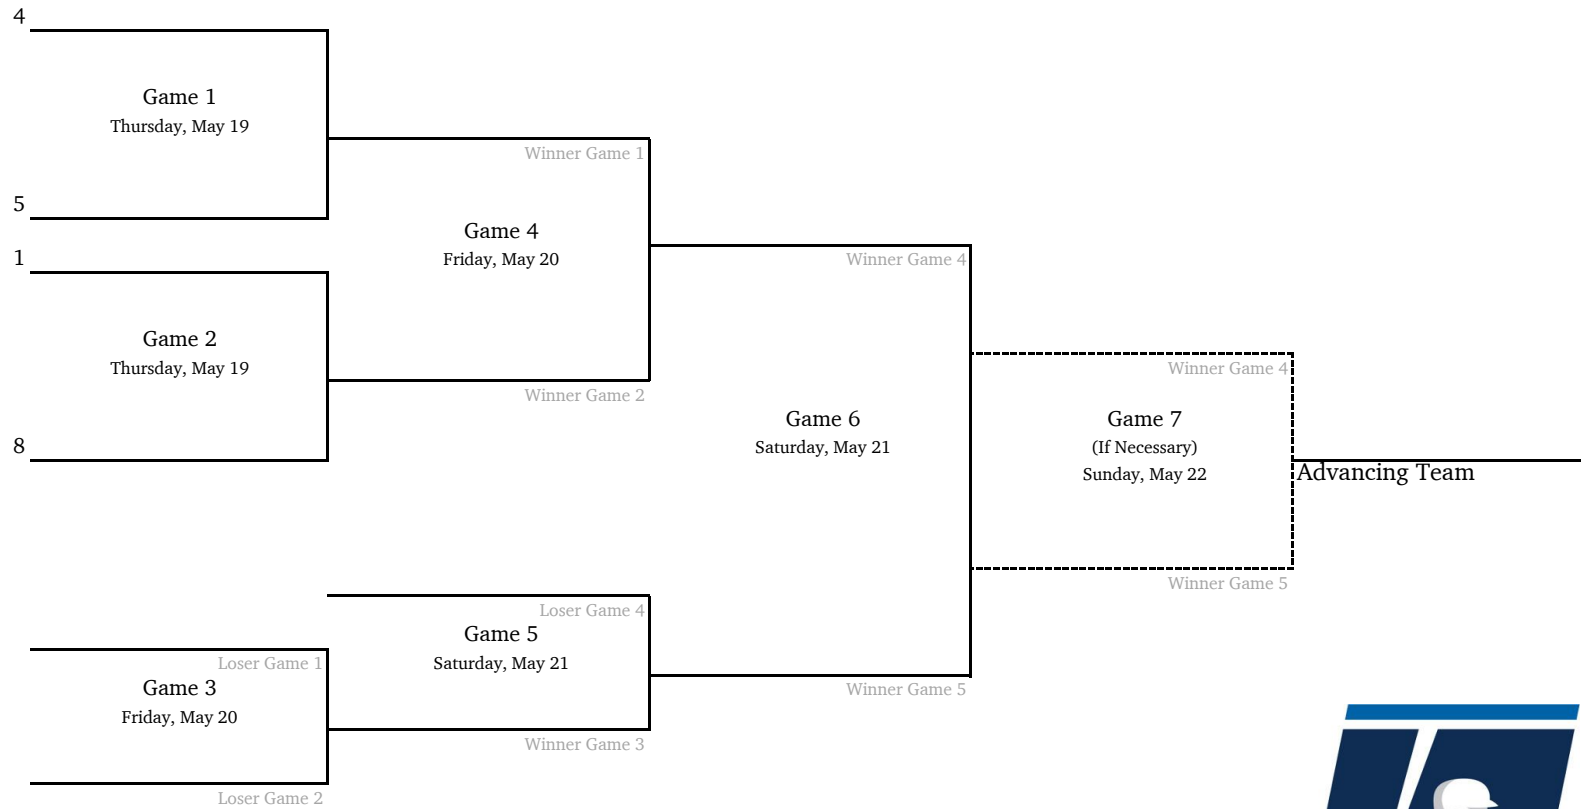 4
Game 1
Thursday, May 19
Winner Game 1
5
Game 4
Friday, May 20
1
Winner Game 4
Game 2
Thursday, May 19
Winner Game 2
8
Game 6
Saturday, May 21
Winner Game 4
Game 7
(If Necessary)
Sunday, May 22
Advancing Team
Winner Game 5
Loser Game 4
Game 5
Saturday, May 21
Loser Game 1
Game 3
Friday, May 20
Winner Game 5
Winner Game 3
Loser Game 2